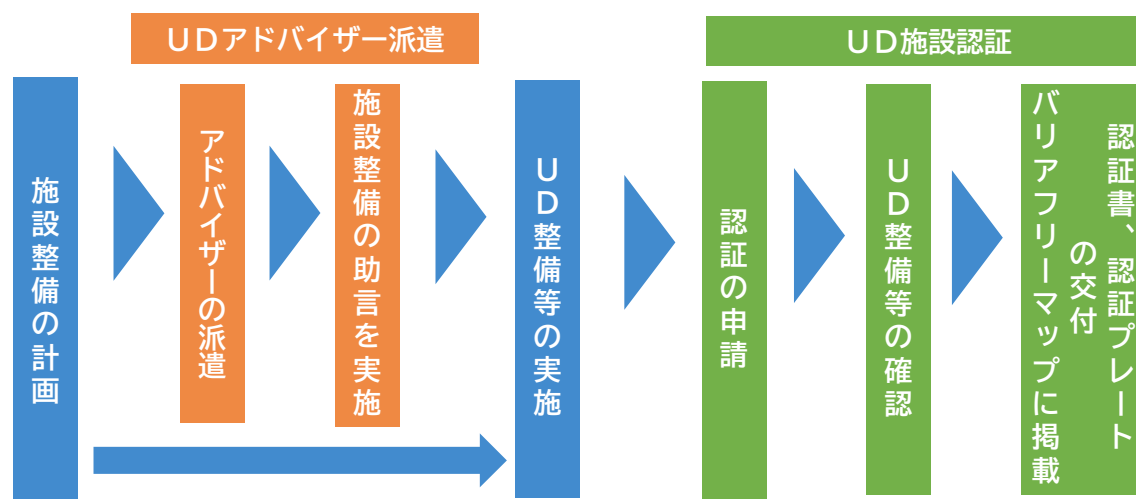 UDアドバイザー派遣
UD施設認証
施設整備の計画
アドバイザーの派遣
施設整備の助言を実施
UD整備等の実施
認証の申請
UD整備等の確認
認証書、認証プレート
の交付
バリアフリーマップに掲載